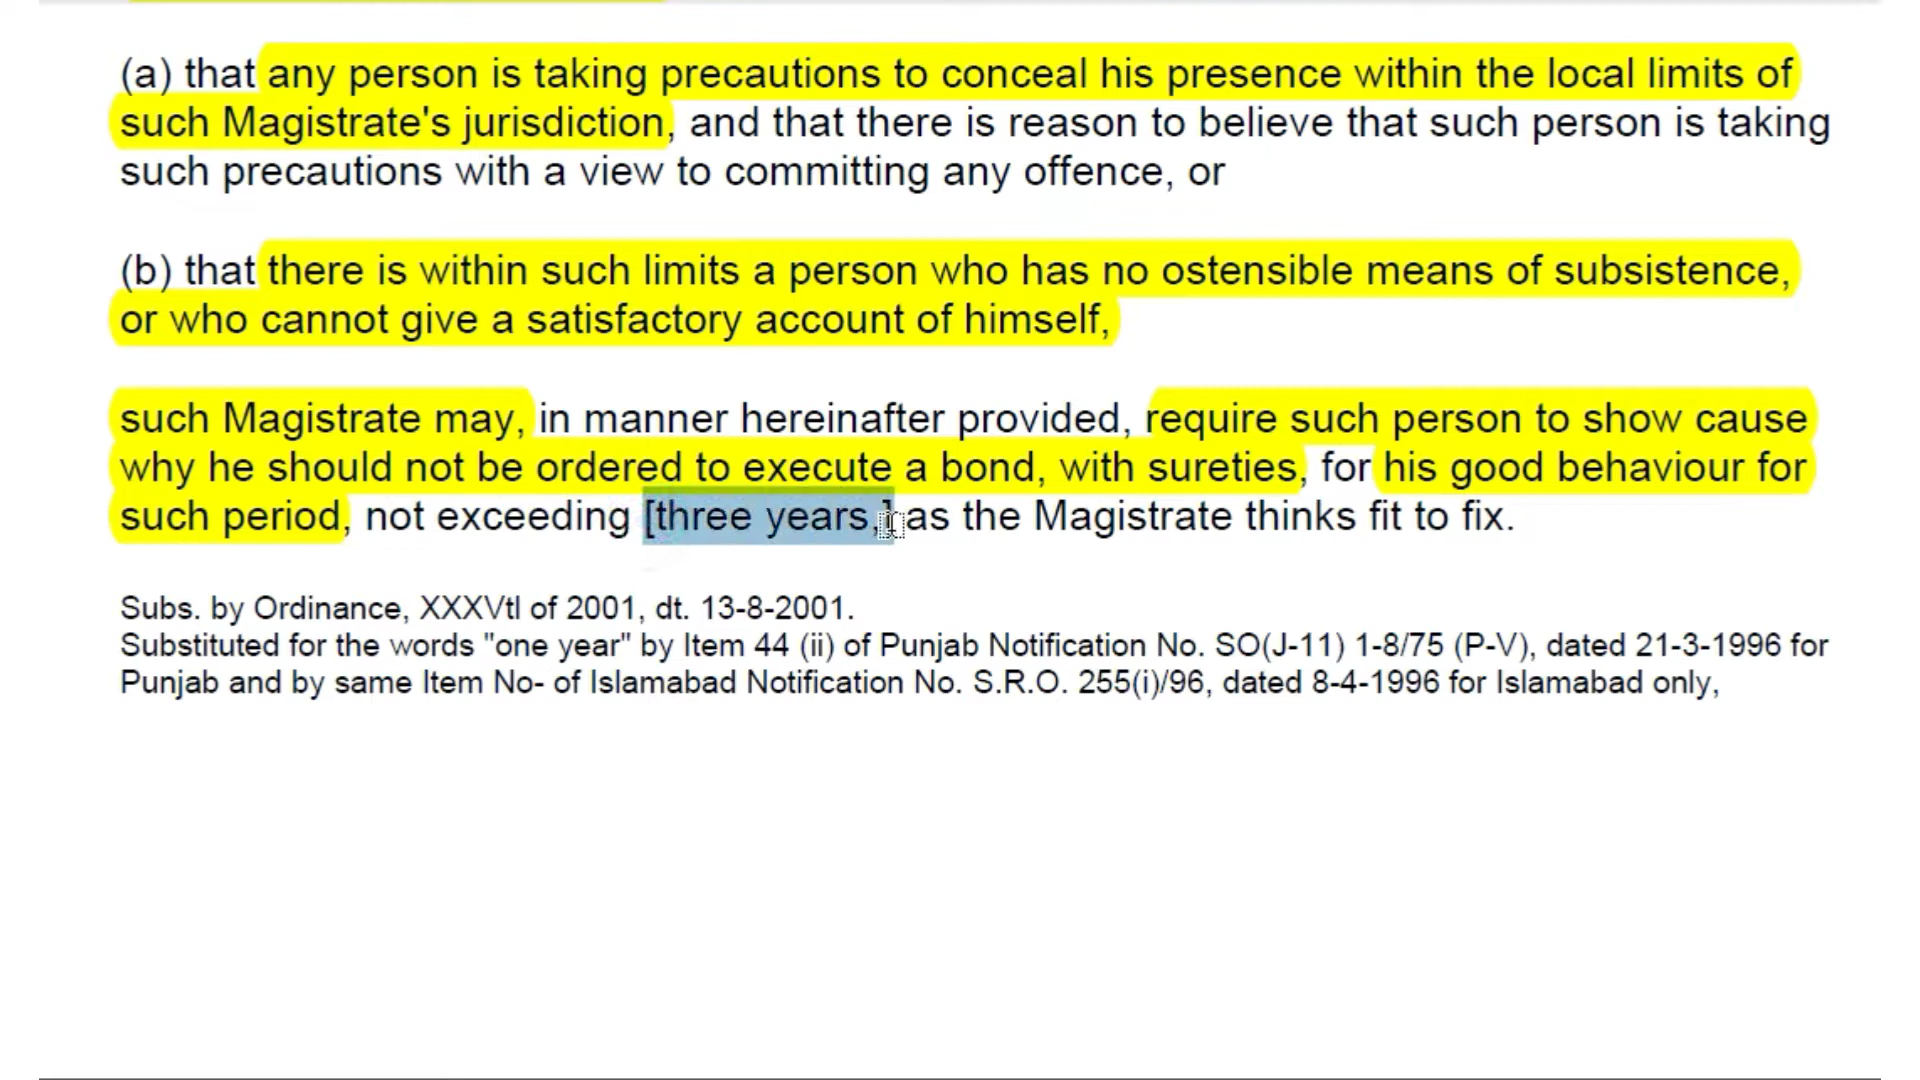 (a) that any person is taking precautions to conceal his presence within the local limits of
such Magistrate's jurisdiction, and that there is reason to believe that such person is taking
such precautions with a view to committing any offence, or
(b) that there is within such limits a person who has no ostensible means of subsistence,
or who cannot give a satisfactory account of himself,
such Magistrate may, in manner hereinafter provided, require such person to show cause
why he should not be ordered to execute a bond, with sureties, for his good behaviour for
such period, not exceeding [three years,] as the Magistrate thinks fit to fix.
Subs. by Ordinance, XXXVtl of 2001, dt. 13-8-2001.
Substituted for the words "one year" by Item 44 (ii) of Punjab Notification No. SO(J-11) 1-8/75 (P-V), dated 21-3-1996 for
Punjab and by same Item No- of Islamabad Notification No. S.R.O. 255(i)/96, dated 8-4-1996 for Islamabad only,